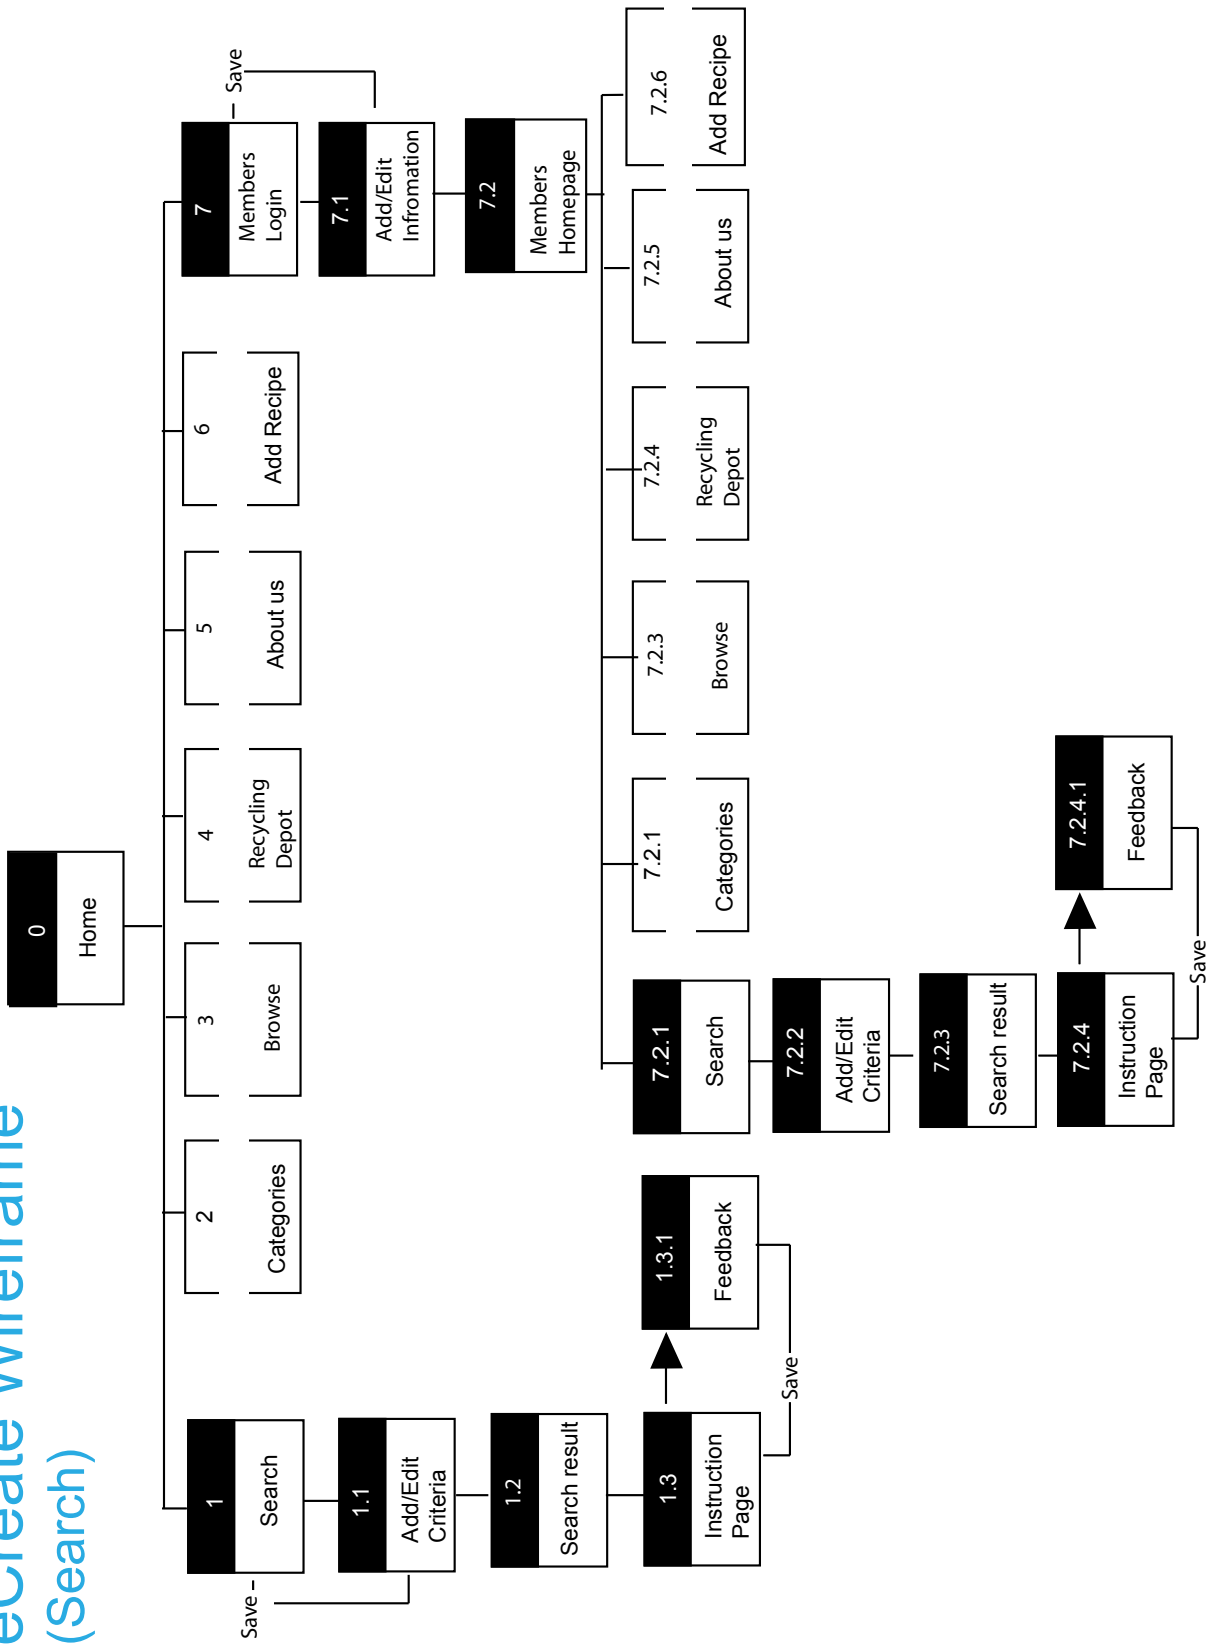 eCreate Wireframe
(Search)
0
Home
1
Search
2
Categories
3
Browse
4
Recycling
Depot
5
About us
6
Add Recipe
7
Members
Login
Save
Save
1.1
Add/Edit
Criteria
1.2
Search result
1.3
Instruction
Page
1.3.1
Feedback
Save
7.1
Add/Edit
Infromation
7.2
Members
Homepage
7.2.1
Search
7.2.1
Categories
7.2.3
Browse
7.2.4
Recycling
Depot
7.2.5
About us
7.2.6
Add Recipe
7.2.2
Add/Edit
Criteria
7.2.3
Search result
7.2.4
Instruction
Page
7.2.4.1
Feedback
Save